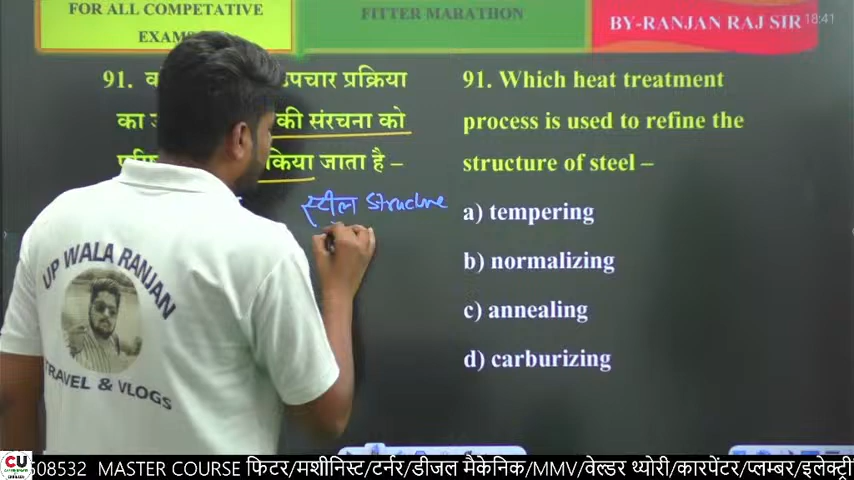 FOR ALL COMPETATIVE
EXAMS
FITTER MARATHON
BY-RANJAN RAJ SIR
18:41
91.
पचार प्रक्रिया
का
की संरचना को
किया जाता है –
स्टील Structure
91. Which heat treatment
process is used to refine the
structure of steel –
a) tempering
b) normalizing
c) annealing
d) carburizing
UP WALA RANJAN
TRAVEL & VLOGS
CU
508532 MASTER COURSE फिटर/मशीनिस्ट/टर्नर/डीजल मैकेनिक/MMV/वेल्डर थ्योरी/कारपेंटर/प्लम्बर/इलेक्ट्री